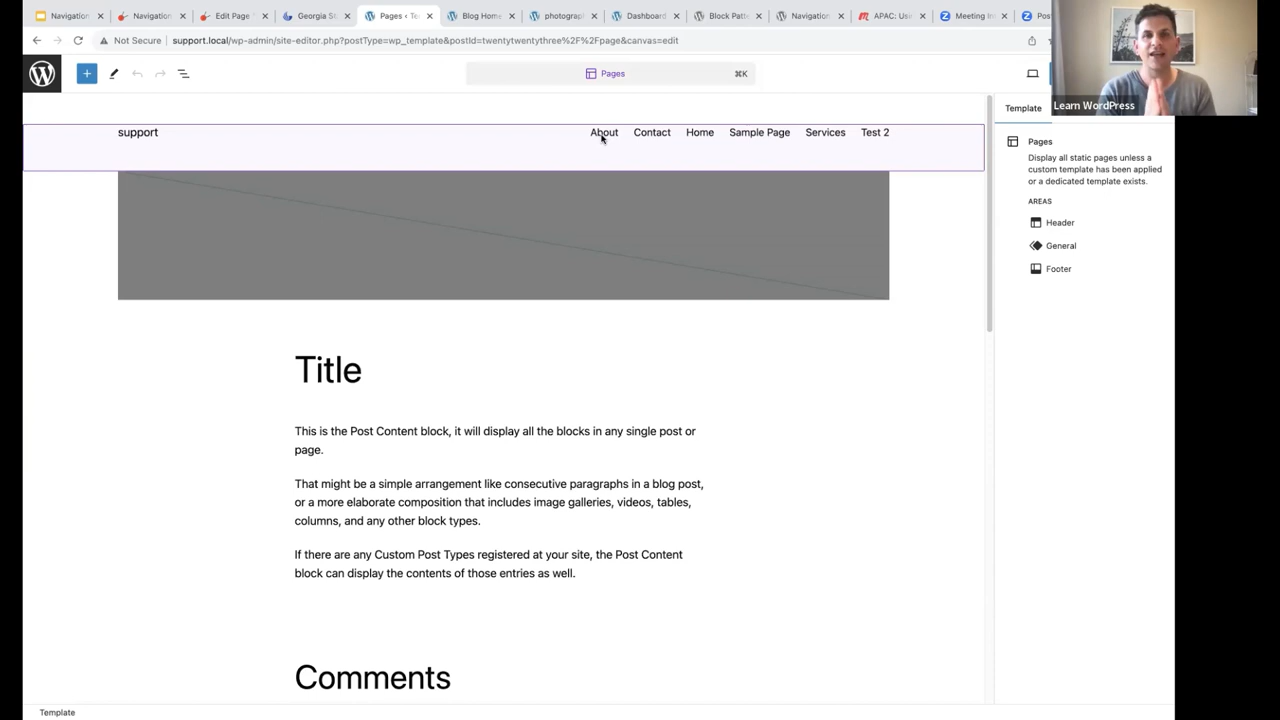 Navigation
Navigation
Edit Page
Georgia St
Pages ‹ Te
Blog Home
photograp
Dashboard
Block Patte
Navigation
APAC: Use
Meeting In
Pos
Not Secure
support.local/wp-admin/site-editor.php?postType=wp_template&postId=twentytwentythree%2F%2Fpage&canvas=edit
Pages
⌘K
Learn WordPress
Template
support
About
Contact
Home
Sample Page
Services
Test 2
Pages
Display all static pages unless a
custom template has been applied
or a dedicated template exists.
AREAS
Header
General
Footer
Title
This is the Post Content block, it will display all the blocks in any single post or
page.
That might be a simple arrangement like consecutive paragraphs in a blog post,
or a more elaborate composition that includes image galleries, videos, tables,
columns, and any other block types.
If there are any Custom Post Types registered at your site, the Post Content
block can display the contents of those entries as well.
Comments
Template